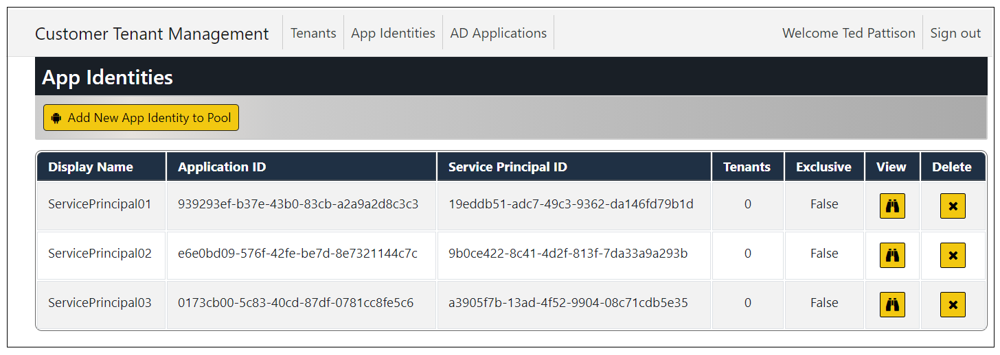 Customer Tenant Management Tenants App Identities AD Applications Welcome Ted Pattison Sign out
App Identities
Add New App Identity to Pool
Display Name Application ID Service Principal ID Tenants Exclusive View Delete
ServicePrincipal01 939293ef-b37e-43b0-83cb-a2a9a2d8c3c3 19eddb51-adc7-49c3-9362-da146fd79b1d 0 False
ServicePrincipal02 e6e0bd09-576f-42fe-be7d-8e7321144c7c 9b0ce422-8c41-4d2f-813f-7da33a9a293b 0 False
ServicePrincipal03 0173cb00-5c83-40cd-87df-0781cc8fe5c6 a3905f7b-13ad-4f52-9904-08c71cdb5e35 0 False